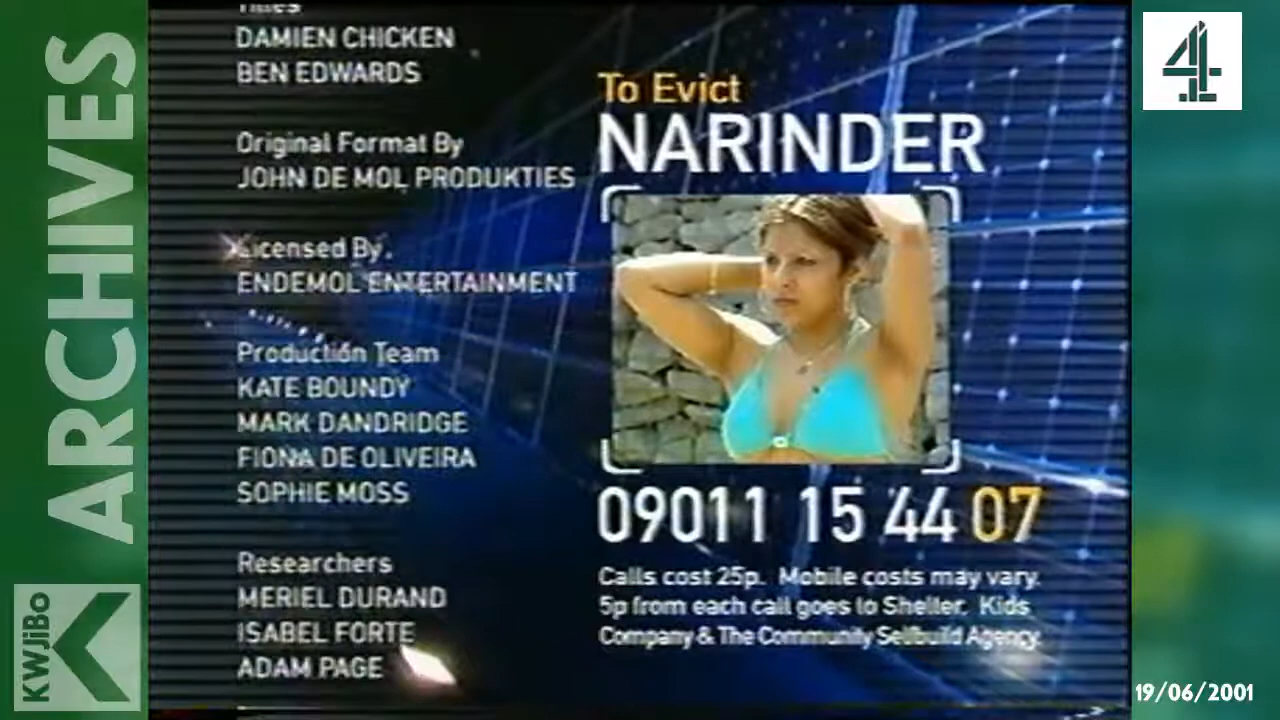 Titles
DAMIEN CHICKEN
BEN EDWARDS
Original Format By
JOHN DE MOL PRODUKTIES
Licensed By
ENDEMOL ENTERTAINMENT
Production Team
KATE BOUNDY
MARK DANDRIDGE
FIONA DE OLIVEIRA
SOPHIE MOSS
Researchers
MERIEL DURAND
ISABEL FORTE
ADAM PAGE
To Evict
NARINDER
09011 15 44 07
Calls cost 25p. Mobile costs may vary.
5p from each call goes to Shelter, Kids
Company & The Community Selfbuild Agency.
ARCHIVES
KWJiBo
4
19/06/2001